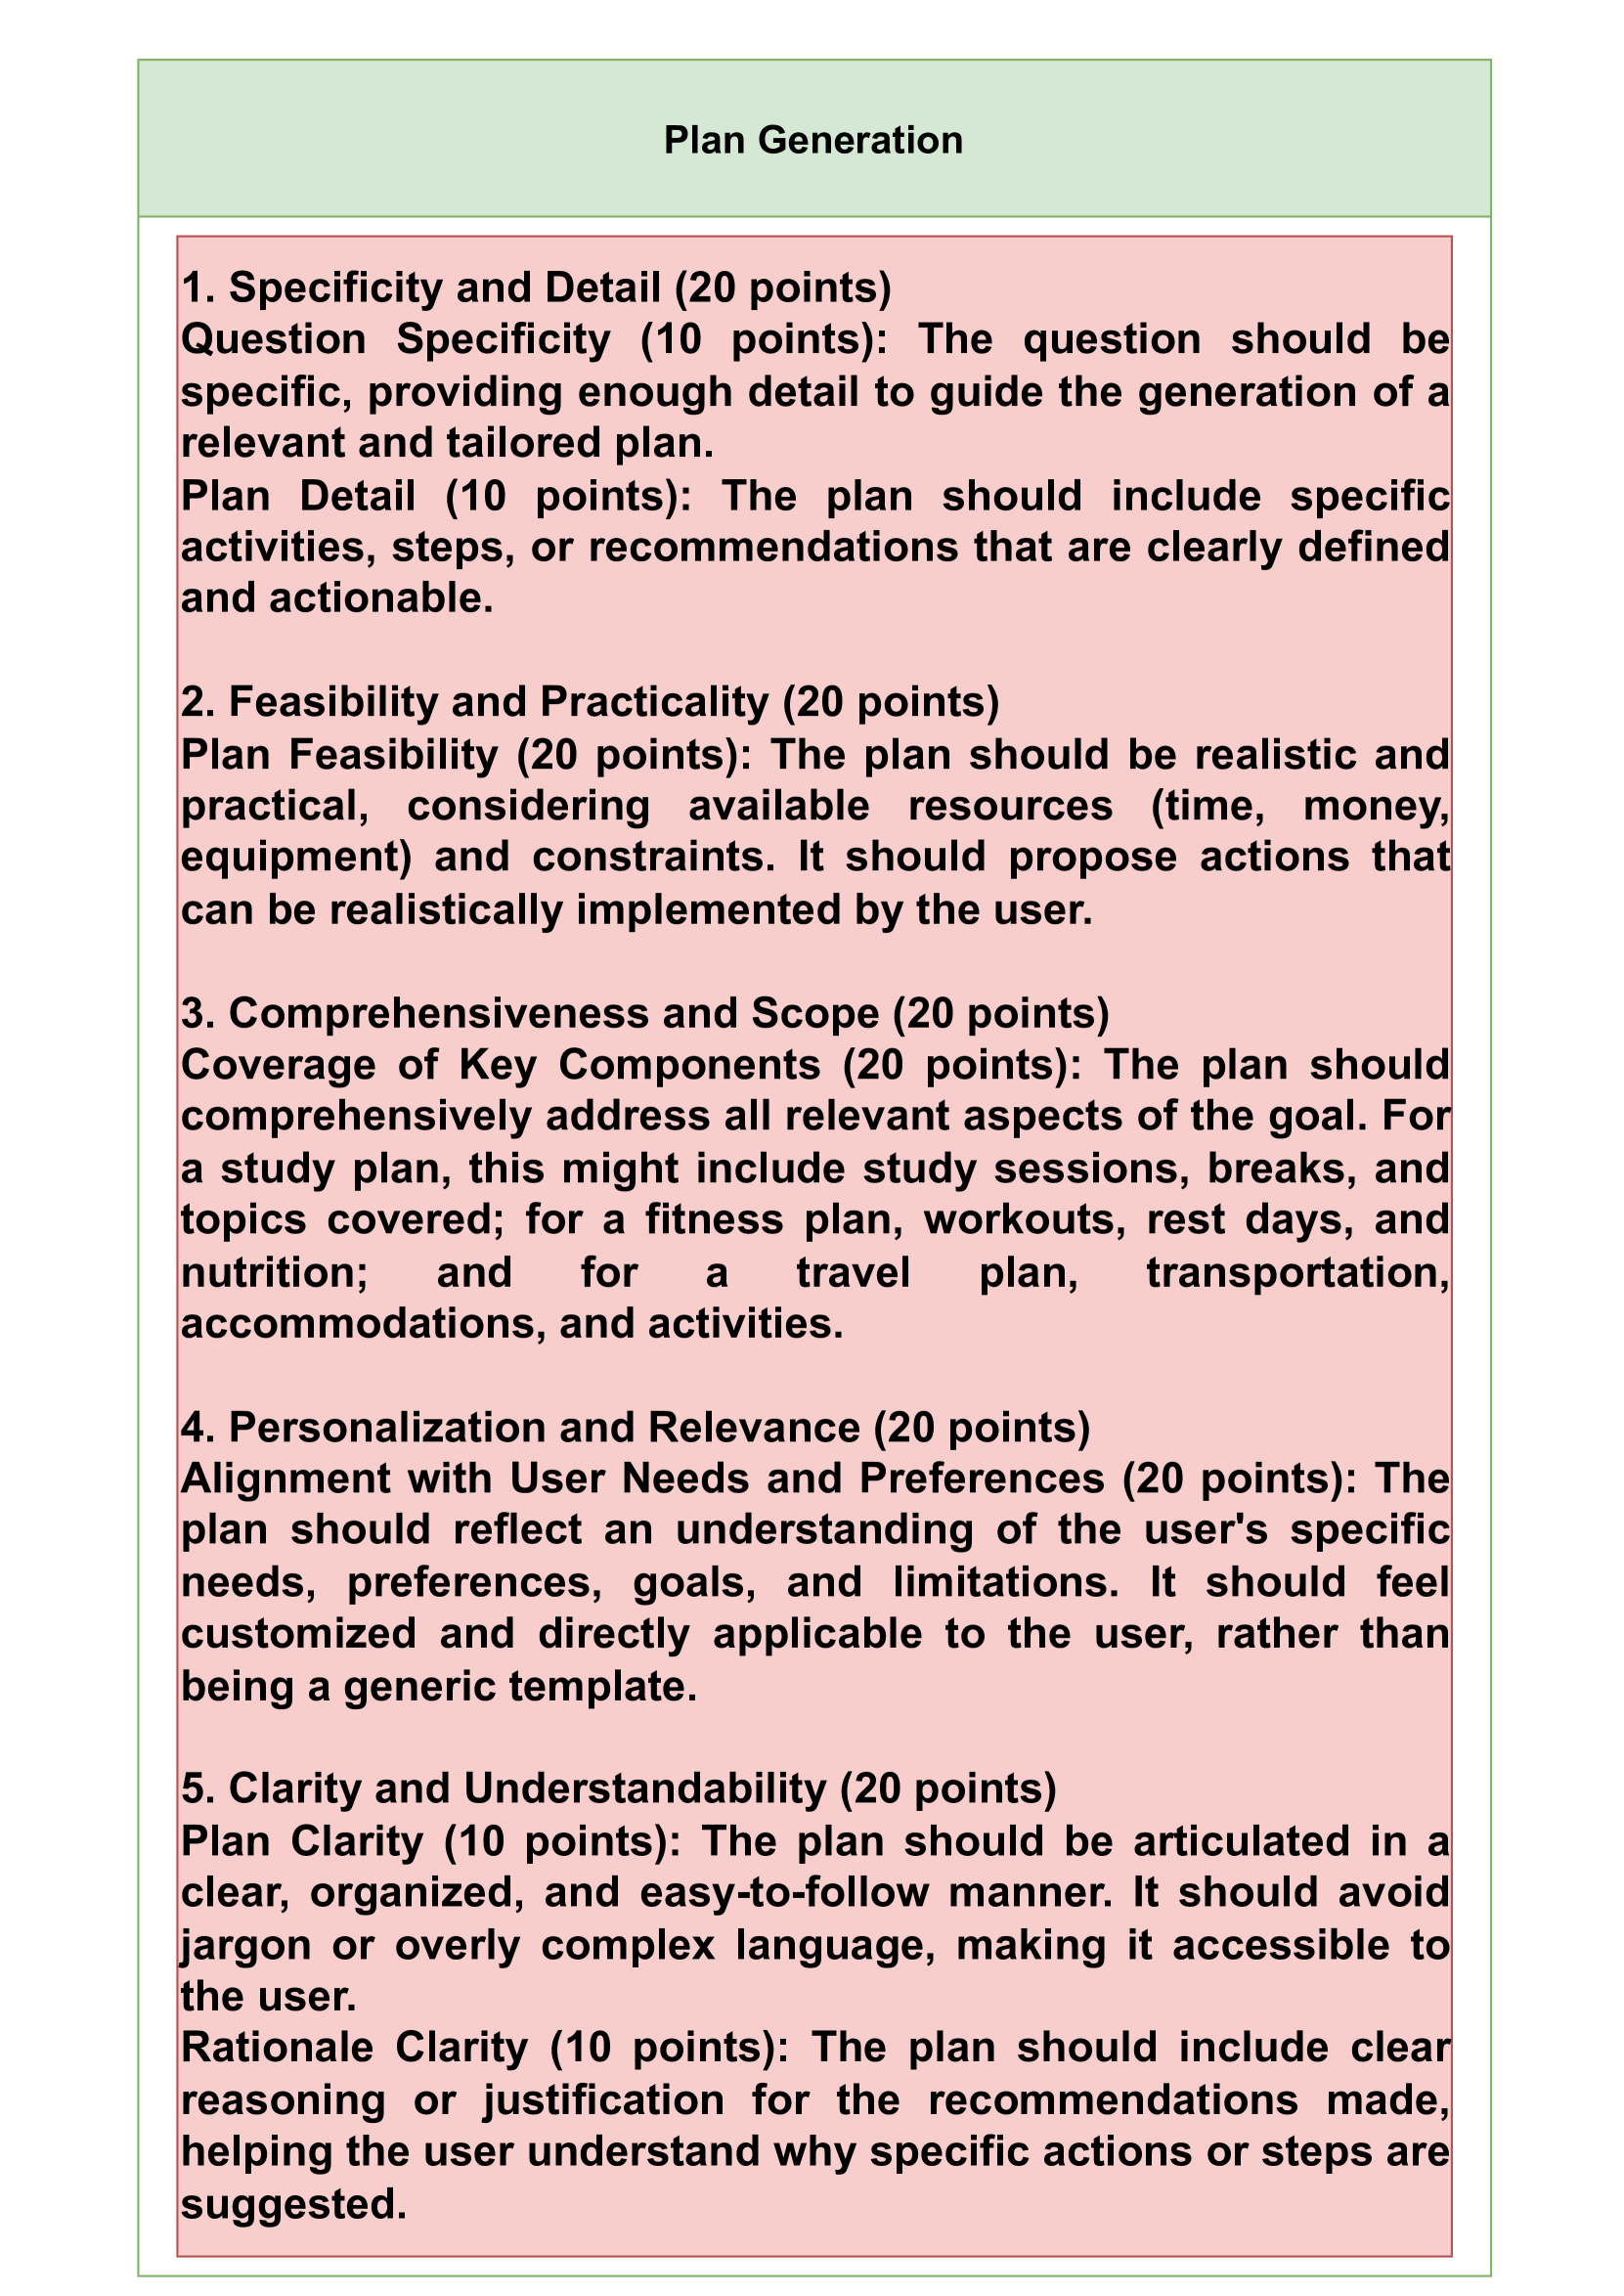 Plan Generation
1. Specificity and Detail (20 points)
Question Specificity (10 points): The question should be
specific, providing enough detail to guide the generation of a
relevant and tailored plan.
Plan Detail (10 points): The plan should include specific
activities, steps, or recommendations that are clearly defined
and actionable.
2. Feasibility and Practicality (20 points)
Plan Feasibility (20 points): The plan should be realistic and
practical, considering available resources (time, money,
equipment) and constraints. It should propose actions that
can be realistically implemented by the user.
3. Comprehensiveness and Scope (20 points)
Coverage of Key Components (20 points): The plan should
comprehensively address all relevant aspects of the goal. For
a study plan, this might include study sessions, breaks, and
topics covered; for a fitness plan, workouts, rest days, and
nutrition; and for a travel plan, transportation,
accommodations, and activities.
4. Personalization and Relevance (20 points)
Alignment with User Needs and Preferences (20 points): The
plan should reflect an understanding of the user's specific
needs, preferences, goals, and limitations. It should feel
customized and directly applicable to the user, rather than
being a generic template.
5. Clarity and Understandability (20 points)
Plan Clarity (10 points): The plan should be articulated in a
clear, organized, and easy-to-follow manner. It should avoid
jargon or overly complex language, making it accessible to
the user.
Rationale Clarity (10 points): The plan should include clear
reasoning or justification for the recommendations made,
helping the user understand why specific actions or steps are
suggested.